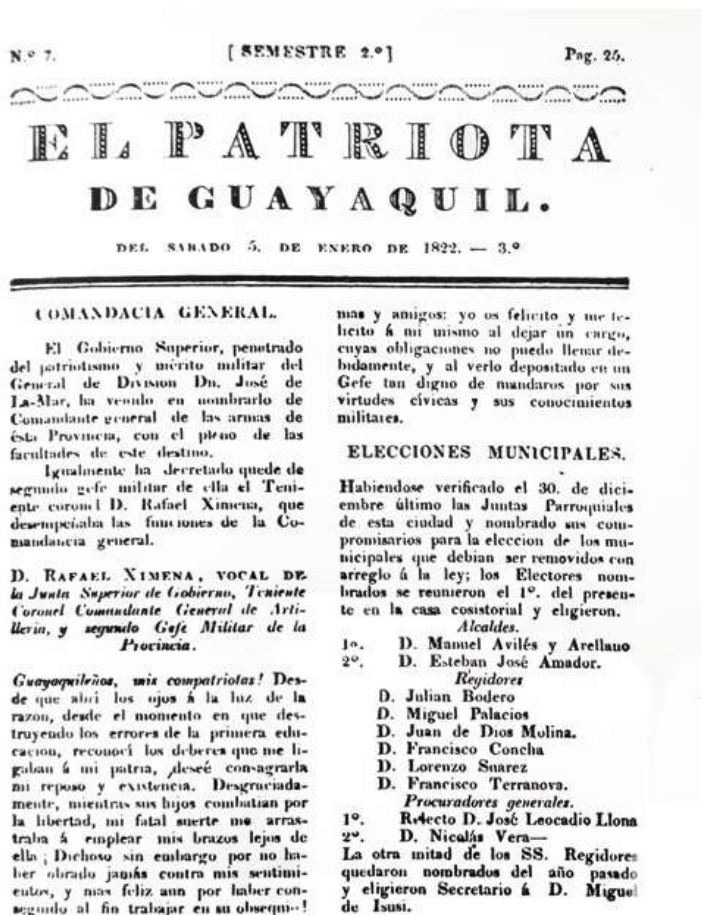 N.º 7.
[ SEMESTRE 2.º ]
Pag. 25.
EL PATRIOTA
DE GUAYAQUIL.
DEL SABADO 5. DE ENERO DE 1822. — 3.º
COMANDACIA GENERAL.
El Gobierno Superior, penetrado
del patriotismo y mérito militar del
General de Division Dn. José de
La-Mar, ha venido en nombrarlo de
Comandante general de las armas de
ésta Provincia, con el pleno de las
facultades de este destino.
Igualmente ha decretado quede de
segundo gefe militar de ella el Teni-
ente coronel D. Rafael Ximena, que
desempeñaba las funciones de la Co-
mandancia general.
D. RAFAEL XIMENA, VOCAL DE
la Junta Superior de Gobierno, Teniente
Coronel Comandante General de Arti-
lleria, y segundo Gefe Militar de la
Provincia.
Guayaquileños, mis compatriotas! Des-
de que abri los ojos á la luz de la
razon, desde el momento en que des-
truyendo los errores de la primera edu-
cacion, reconocí los deberes que me li-
gaban á mi patria, deseé consagrarla
mi reposo y existencia. Desgraciada-
mente, mientras sus hijos combatian por
la libertad, mi fatal suerte me arras-
traba á emplear mis brazos lejos de
ella ¡ Dichoso sin embargo por no ha-
ber obrado jamás contra mis sentimi-
entos, y mas feliz aun por haber con-
seguido al fin trabajar en su obsequio!
mas y amigos: yo os felicito y me fe-
licito á mi mismo al dejar un cargo,
cuyas obligaciones no puedo llenar de-
bidamente, y al verlo depositado en un
Gefe tan digno de mandaros por sus
virtudes cívicas y sus conocimientos
militares.
ELECCIONES MUNICIPALES.
Habiendose verificado el 30. de dici-
embre último las Juntas Parroquiales
de esta ciudad y nombrado sus com-
promisarios para la eleccion de los mu-
nicipales que debian ser removidos con
arreglo á la ley; los Electores nom-
brados se reunieron el 1º. del presen-
te en la casa cosistorial y eligieron.
Alcaldes.
1º. D. Manuel Avilés y Arellano
2º. D. Esteban José Amador.
Regidores
D. Julian Bodero
D. Miguel Palacios
D. Juan de Dios Molina.
D. Francisco Concha
D. Lorenzo Suarez
D. Francisco Terranova.
Procuradores generales.
1º. Relecto D. José Leocadio Llona
2º. D. Nicolás Vera—
La otra mitad de los SS. Regidores
quedaron nombrados del año pasado
y eligieron Secretario á D. Miguel
de Isusi.